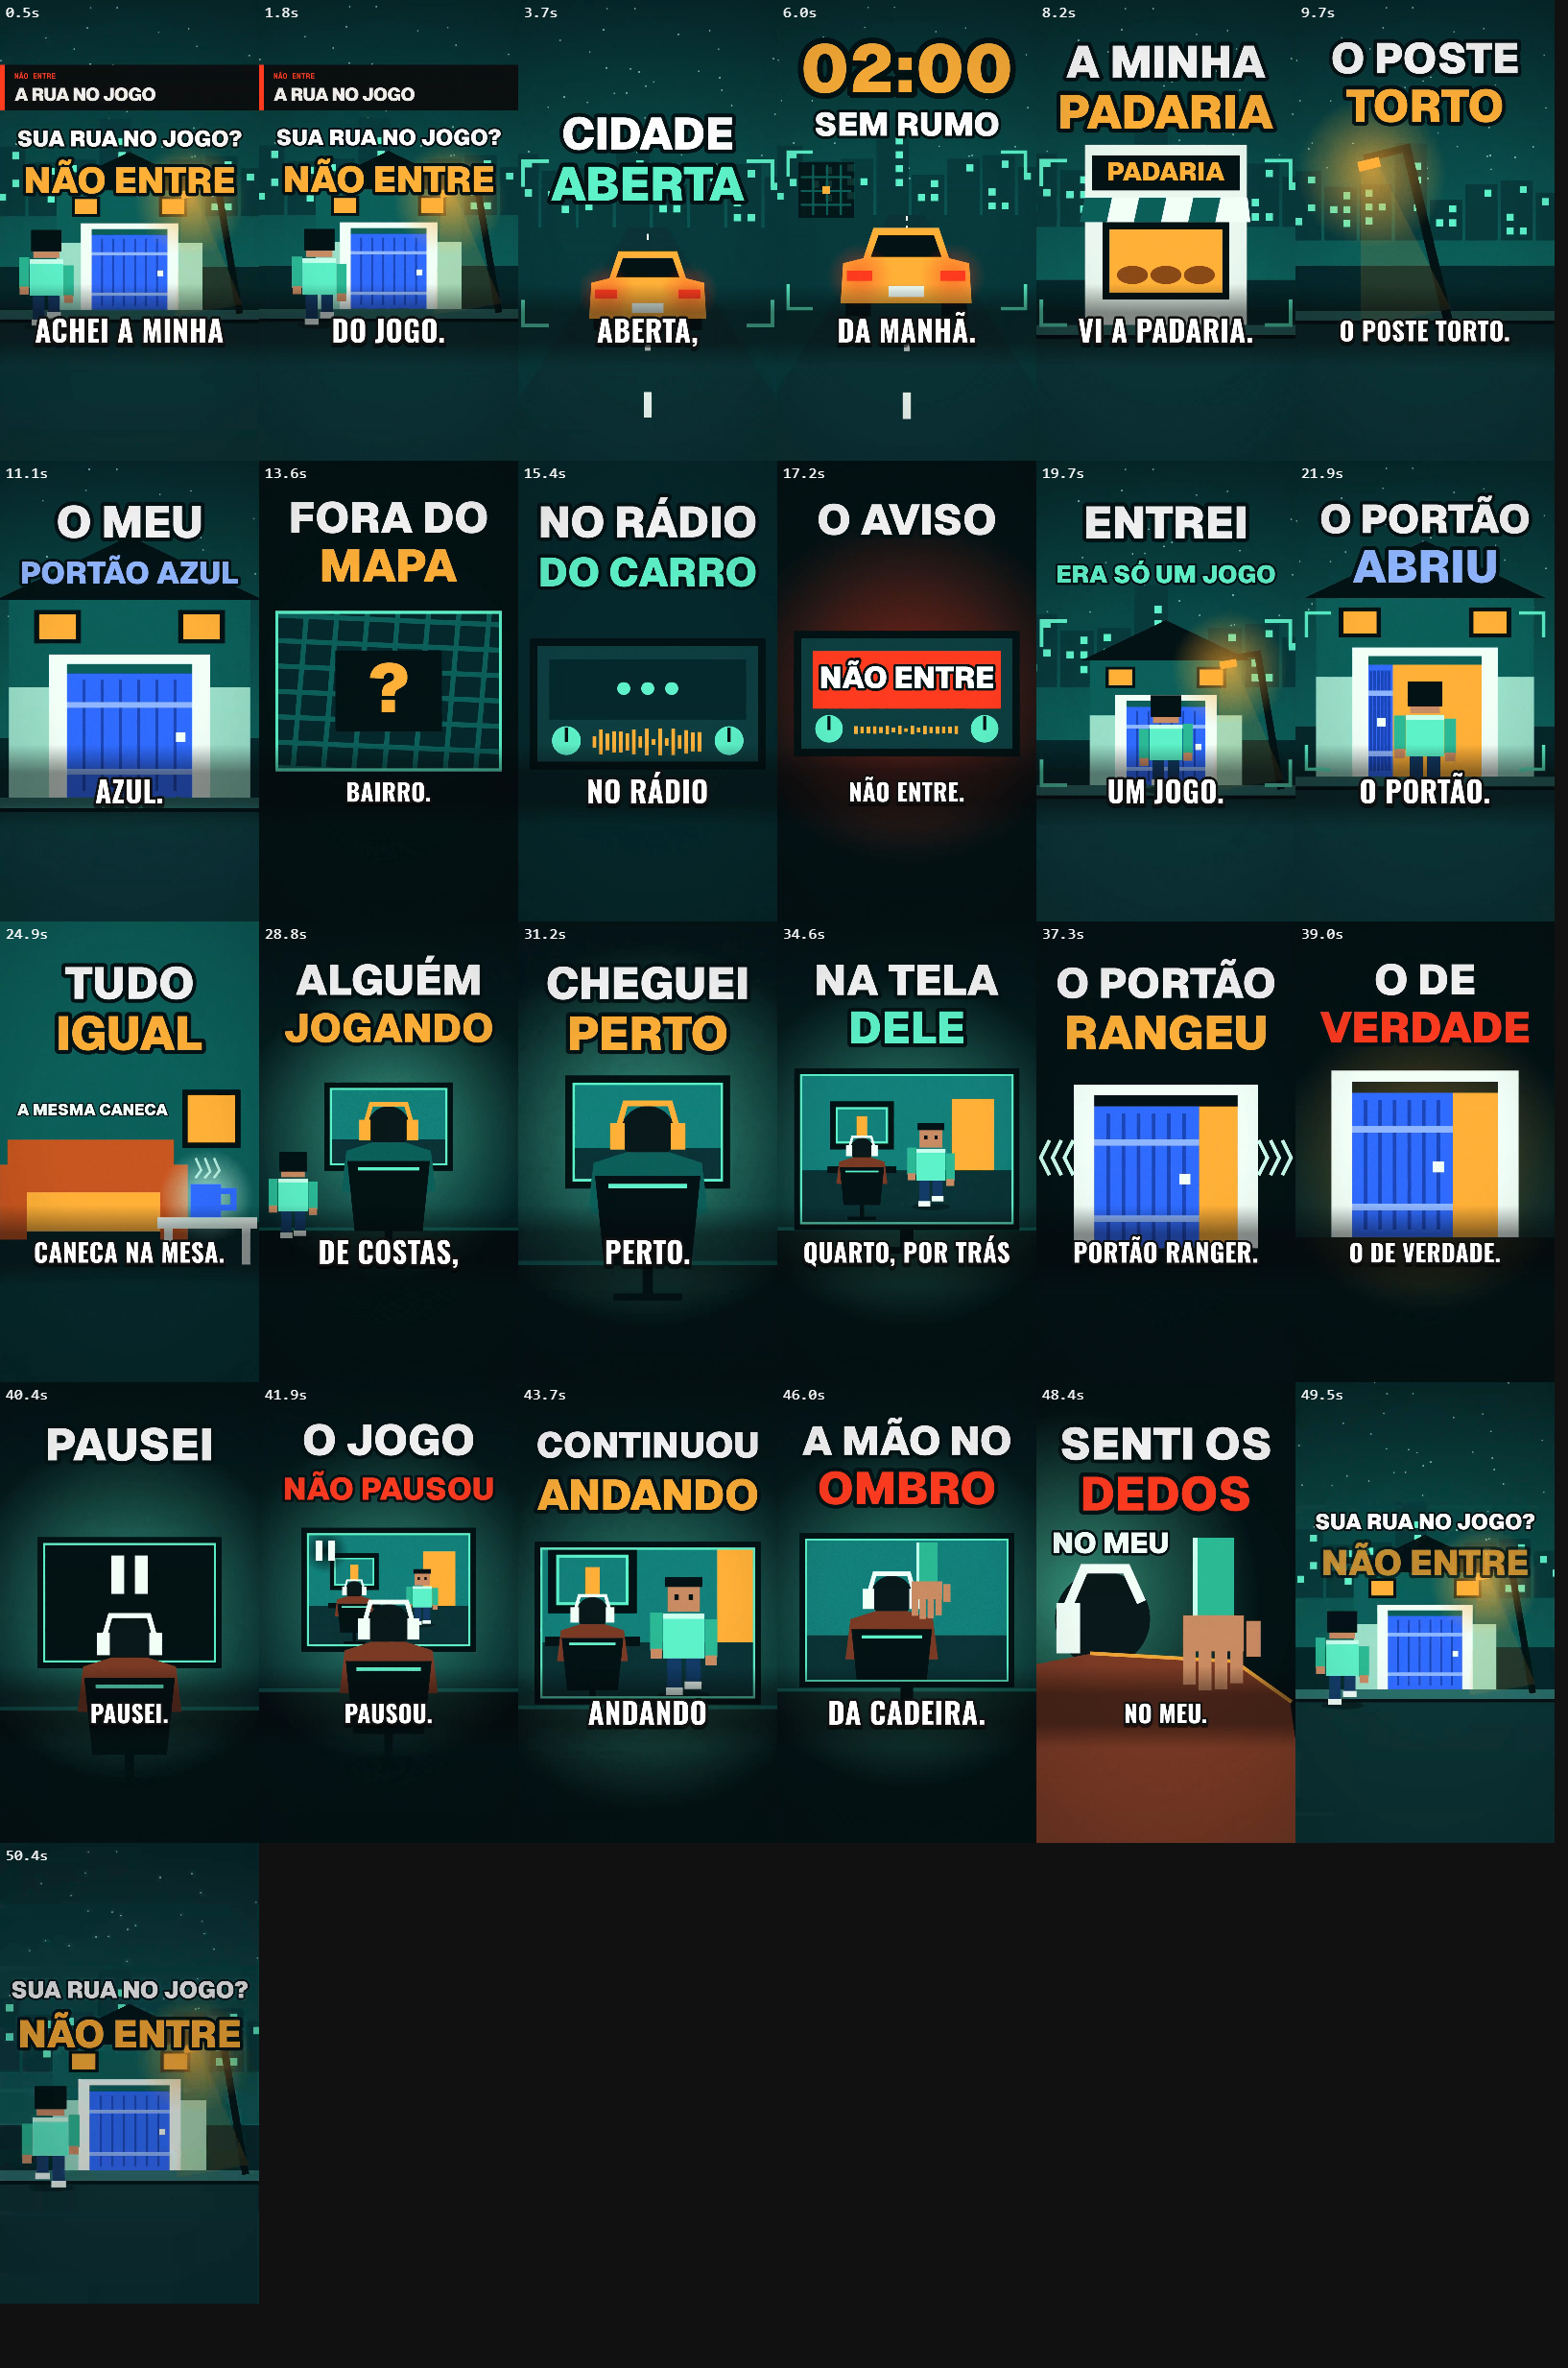 0.5s
NÃO ENTRE
A RUA NO JOGO
SUA RUA NO JOGO?
NÃO ENTRE
ACHEI A MINHA
1.8s
NÃO ENTRE
A RUA NO JOGO
SUA RUA NO JOGO?
NÃO ENTRE
DO JOGO.
3.7s
CIDADE
ABERTA
ABERTA,
6.0s
02:00
SEM RUMO
DA MANHÃ.
8.2s
A MINHA
PADARIA
PADARIA
VI A PADARIA.
9.7s
O POSTE
TORTO
O POSTE TORTO.
11.1s
O MEU
PORTÃO AZUL
AZUL.
13.6s
FORA DO
MAPA
?
BAIRRO.
15.4s
NO RÁDIO
DO CARRO
NO RÁDIO
17.2s
O AVISO
NÃO ENTRE
NÃO ENTRE.
19.7s
ENTREI
ERA SÓ UM JOGO
UM JOGO.
21.9s
O PORTÃO
ABRIU
O PORTÃO.
24.9s
TUDO
IGUAL
A MESMA CANECA
CANECA NA MESA.
28.8s
ALGUÉM
JOGANDO
DE COSTAS,
31.2s
CHEGUEI
PERTO
PERTO.
34.6s
NA TELA
DELE
QUARTO, POR TRÁS
37.3s
O PORTÃO
RANGEU
PORTÃO RANGER.
39.0s
O DE
VERDADE
O DE VERDADE.
40.4s
PAUSEI
PAUSEI.
41.9s
O JOGO
NÃO PAUSOU
PAUSOU.
43.7s
CONTINUOU
ANDANDO
ANDANDO
46.0s
A MÃO NO
OMBRO
DA CADEIRA.
48.4s
SENTI OS
DEDOS
NO MEU
NO MEU.
49.5s
SUA RUA NO JOGO?
NÃO ENTRE
50.4s
SUA RUA NO JOGO?
NÃO ENTRE